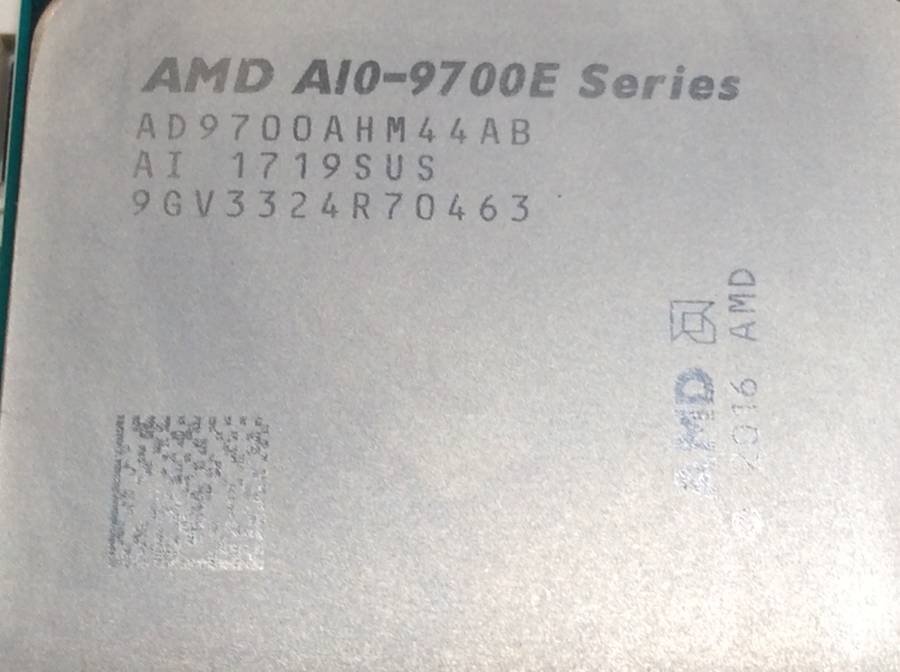 AMD A10-9700E Series
AD9700AHM44AB
AI 1719SUS
9GV3324R70463
AMD
© 2016 AMD